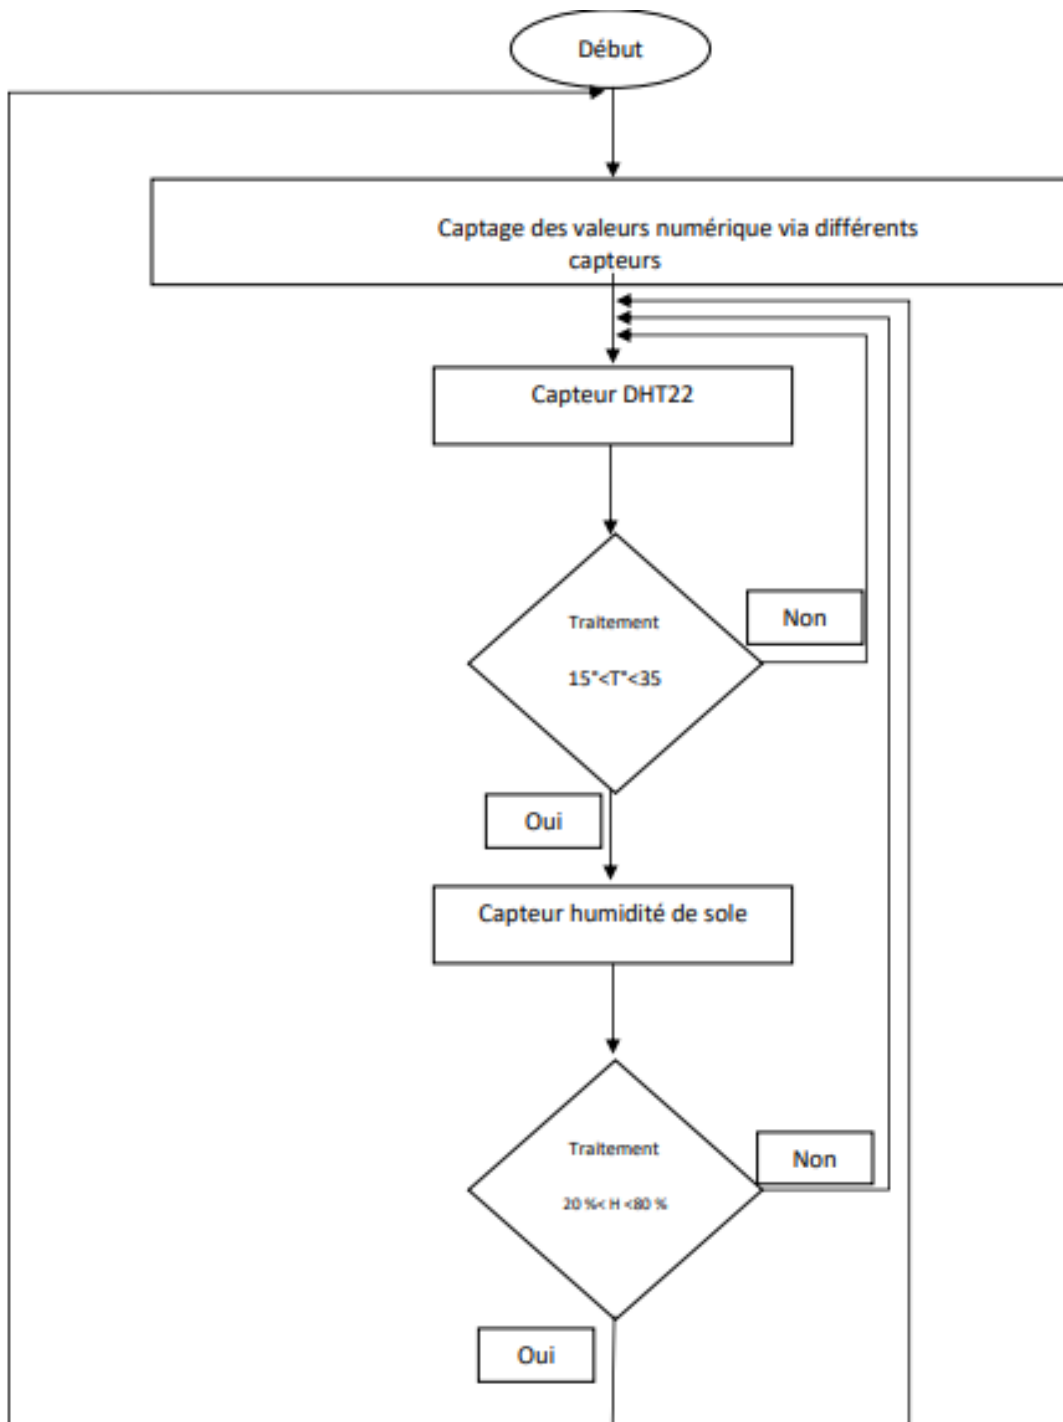 Début
Captage des valeurs numérique via différents
capteurs
Capteur DHT22
Traitement
15°<T°<35
Non
Oui
Capteur humidité de sole
Traitement
20 %< H <80 %
Non
Oui